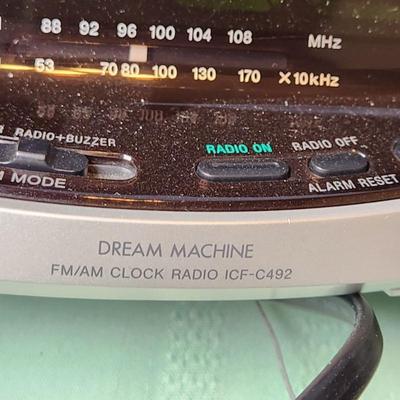 88 92 96 100 104 108 MHz
53 70 80 100 130 170 ×10kHz
RADIO+BUZZER RADIO ON RADIO OFF
MODE ALARM RESET
DREAM MACHINE
FM/AM CLOCK RADIO ICF-C492